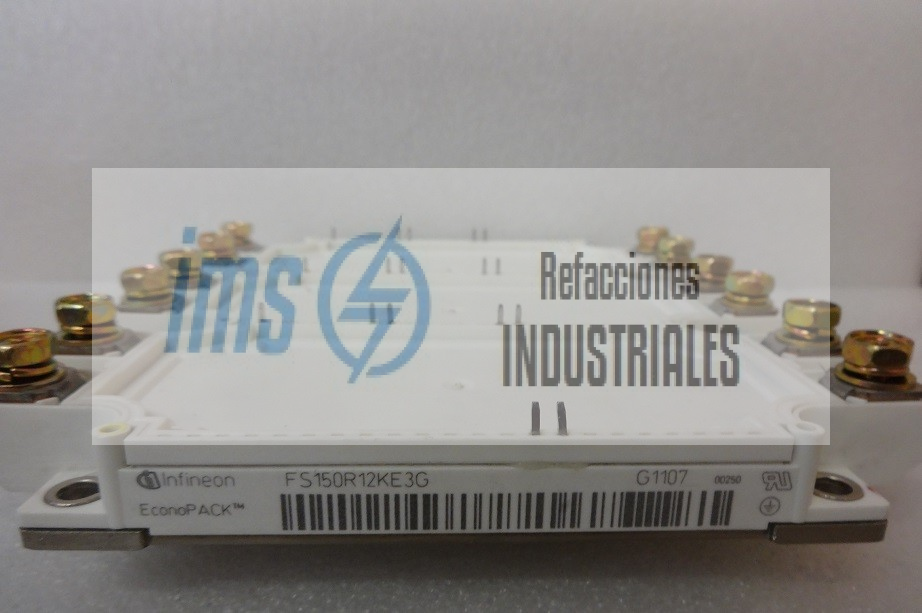 ims
Refacciones
INDUSTRIALES
Infineon FS150R12KE3G G1107 00250
EconoPACK™